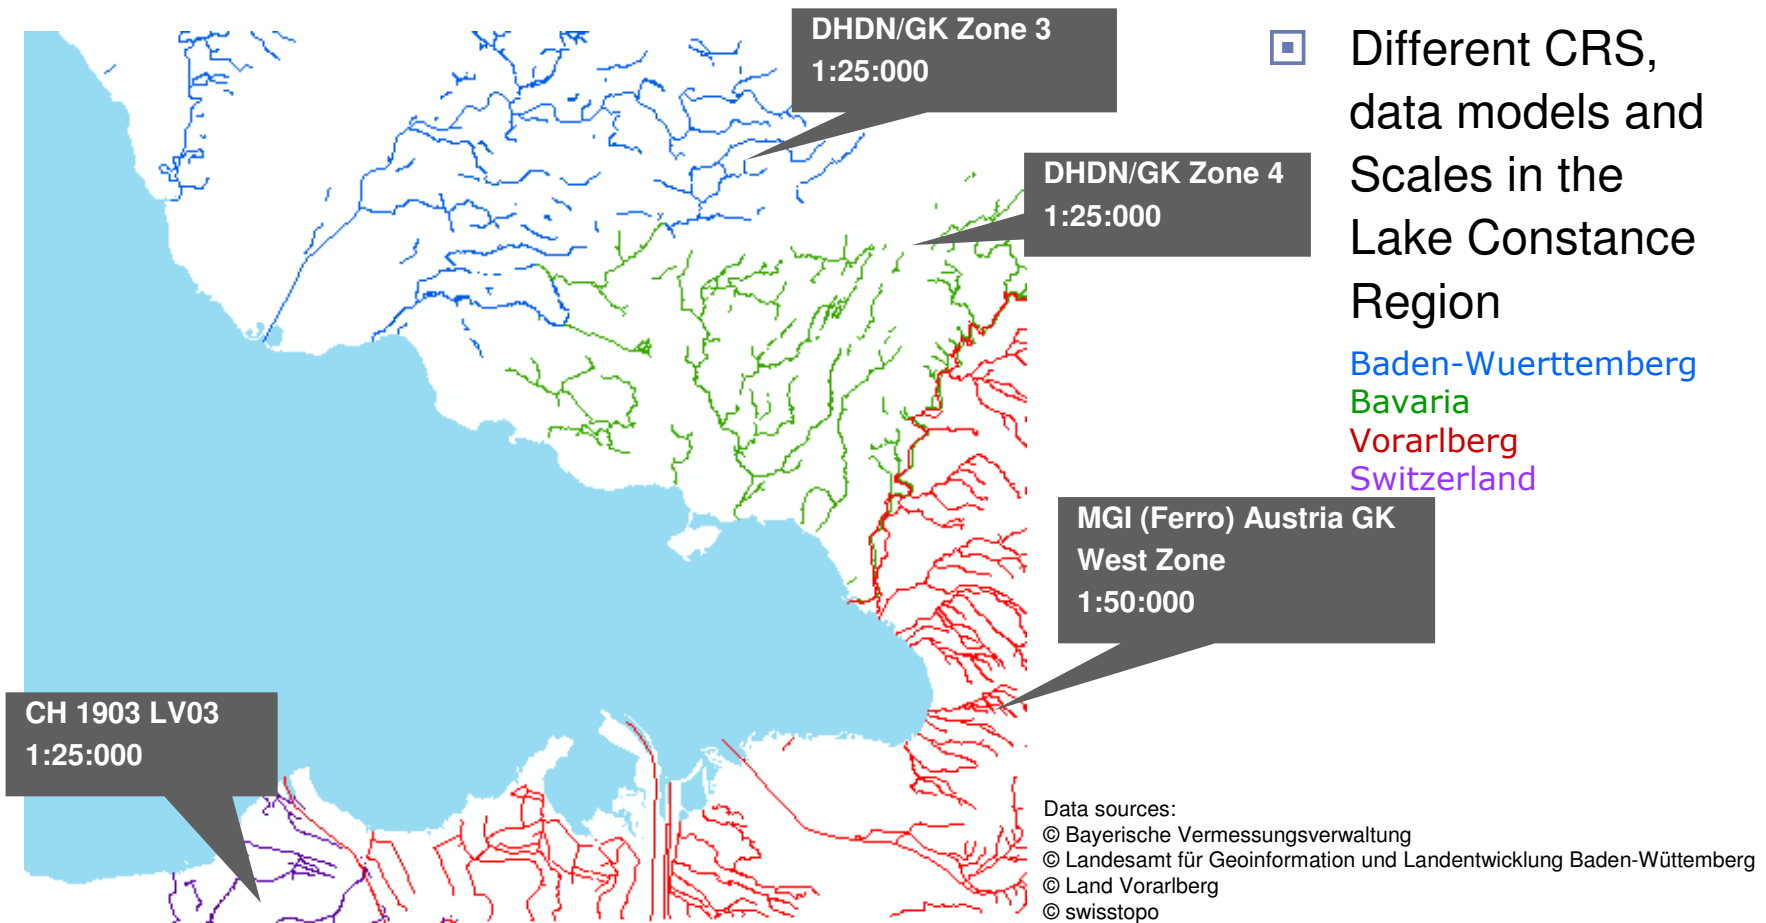 DHDN/GK Zone 3
1:25:000
Different CRS,
data models and
Scales in the
Lake Constance
Region
DHDN/GK Zone 4
1:25:000
Baden-Wuerttemberg
Bavaria
Vorarlberg
Switzerland
MGI (Ferro) Austria GK
West Zone
1:50:000
CH 1903 LV03
1:25:000
Data sources:
© Bayerische Vermessungsverwaltung
© Landesamt für Geoinformation und Landentwicklung Baden-Wüttemberg
© Land Vorarlberg
© swisstopo